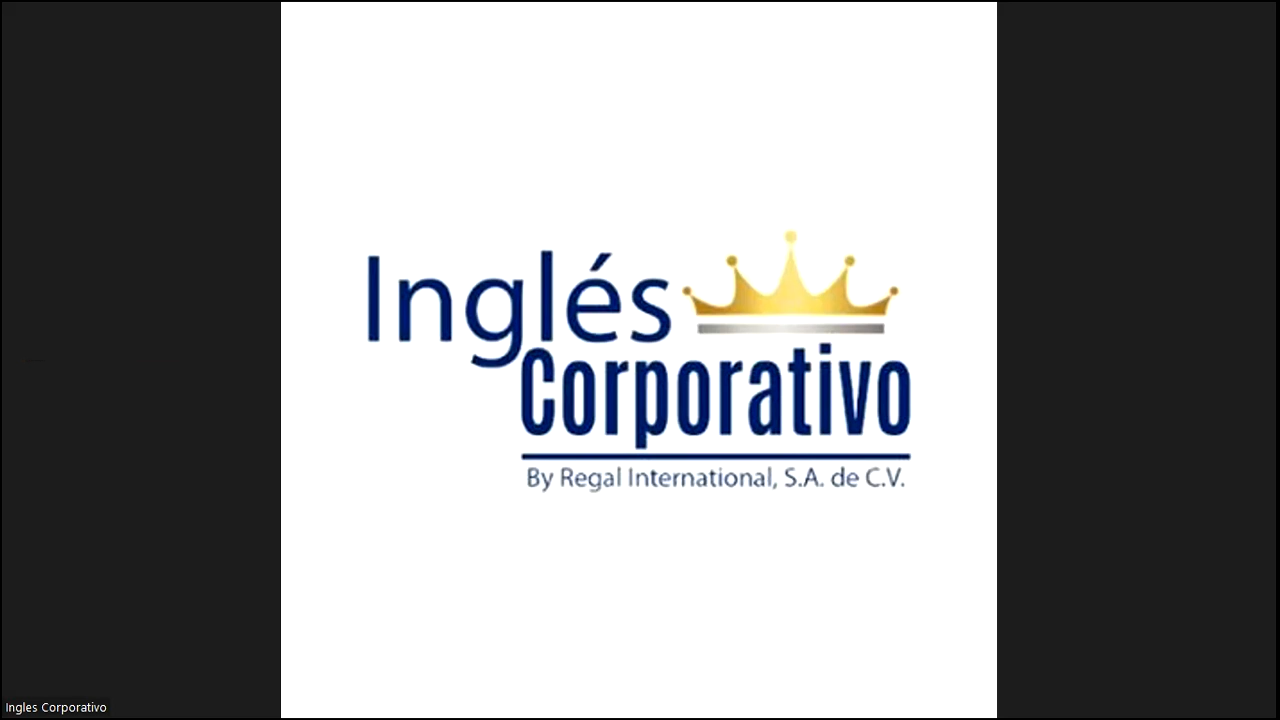 Inglés
Corporativo
By Regal International, S.A. de C.V.
Ingles Corporativo